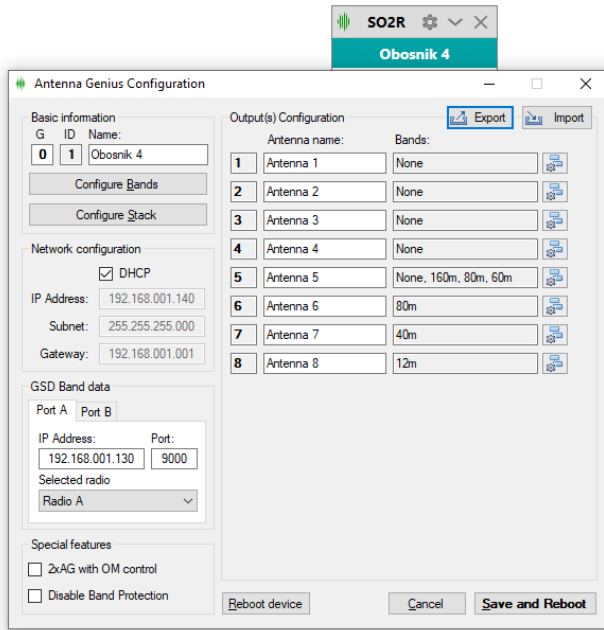 SO2R
Obosnik 4
Antenna Genius Configuration
Basic information
G ID Name:
0 1 Obosnik 4
Configure Bands
Configure Stack
Network configuration
DHCP
IP Address: 192.168.001.140
Subnet: 255.255.255.000
Gateway: 192.168.001.001
GSD Band data
Port A Port B
IP Address: Port:
192.168.001.130 9000
Selected radio
Radio A
Special features
2xAG with OM control
Disable Band Protection
Output(s) Configuration Export Import
Antenna name: Bands:
1 Antenna 1 None
2 Antenna 2 None
3 Antenna 3 None
4 Antenna 4 None
5 Antenna 5 None, 160m, 80m, 60m
6 Antenna 6 80m
7 Antenna 7 40m
8 Antenna 8 12m
Reboot device Cancel Save and Reboot